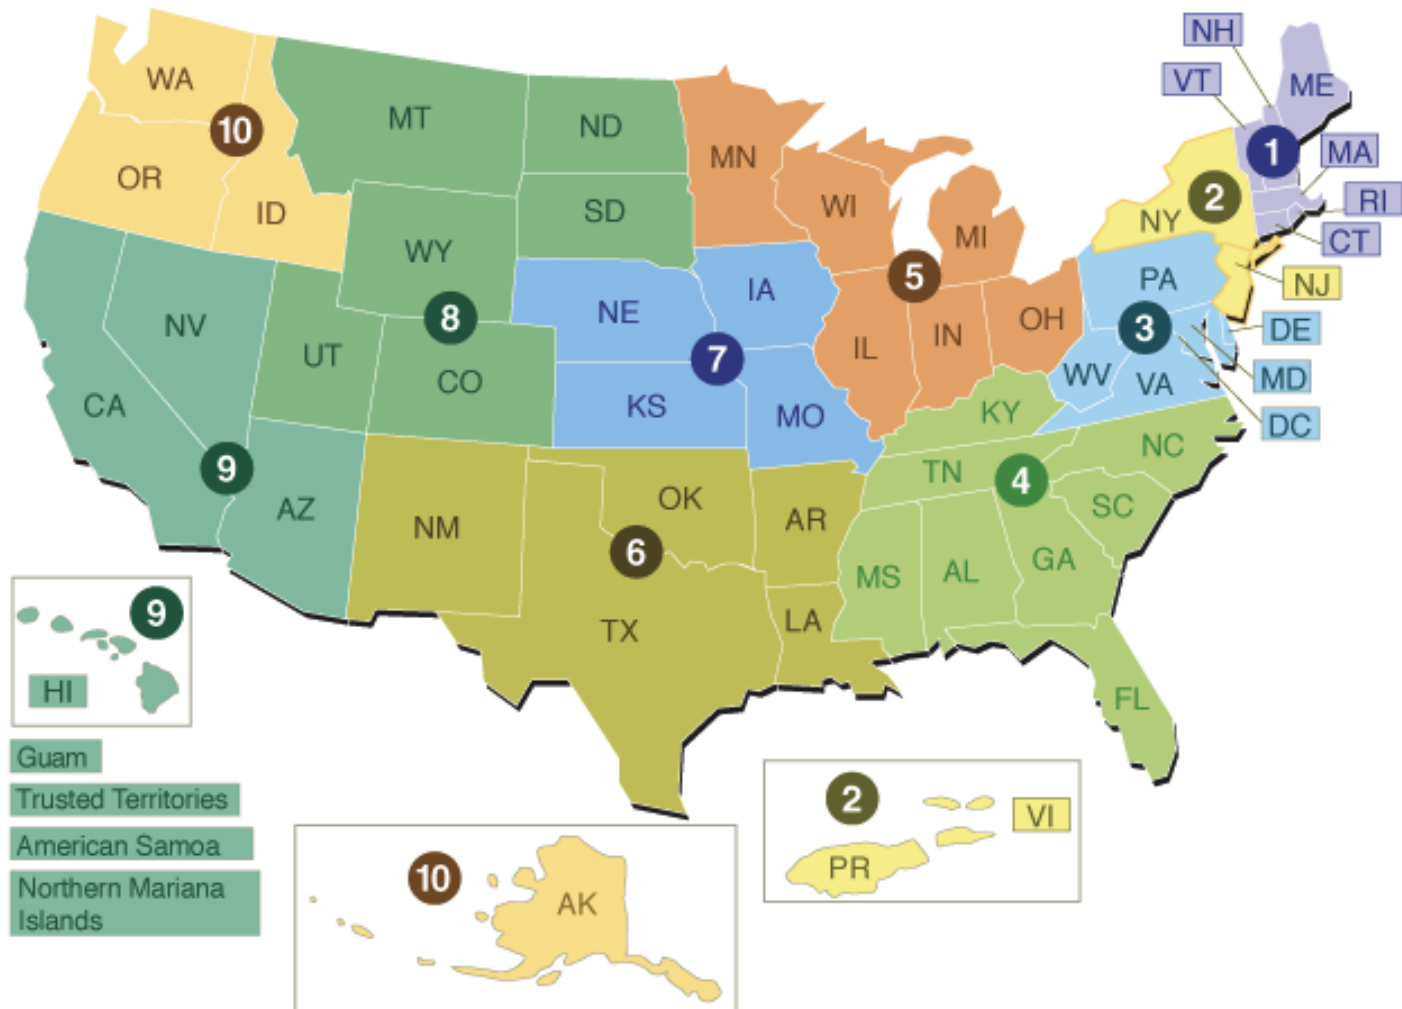 NH
VT
ME
WA
MT
ND
10
MN
1
MA
OR
ID
SD
WI
NY
2
RI
MI
CT
WY
PA
5
IA
NJ
NE
NV
8
OH
3
DE
UT
IL
IN
7
CO
WV
VA
MD
CA
KS
MO
KY
DC
9
TN
NC
4
AZ
NM
OK
AR
SC
6
MS
AL
GA
9
TX
LA
HI
FL
Guam
Trusted Territories
2
VI
American Samoa
10
PR
Northern Mariana
Islands
AK